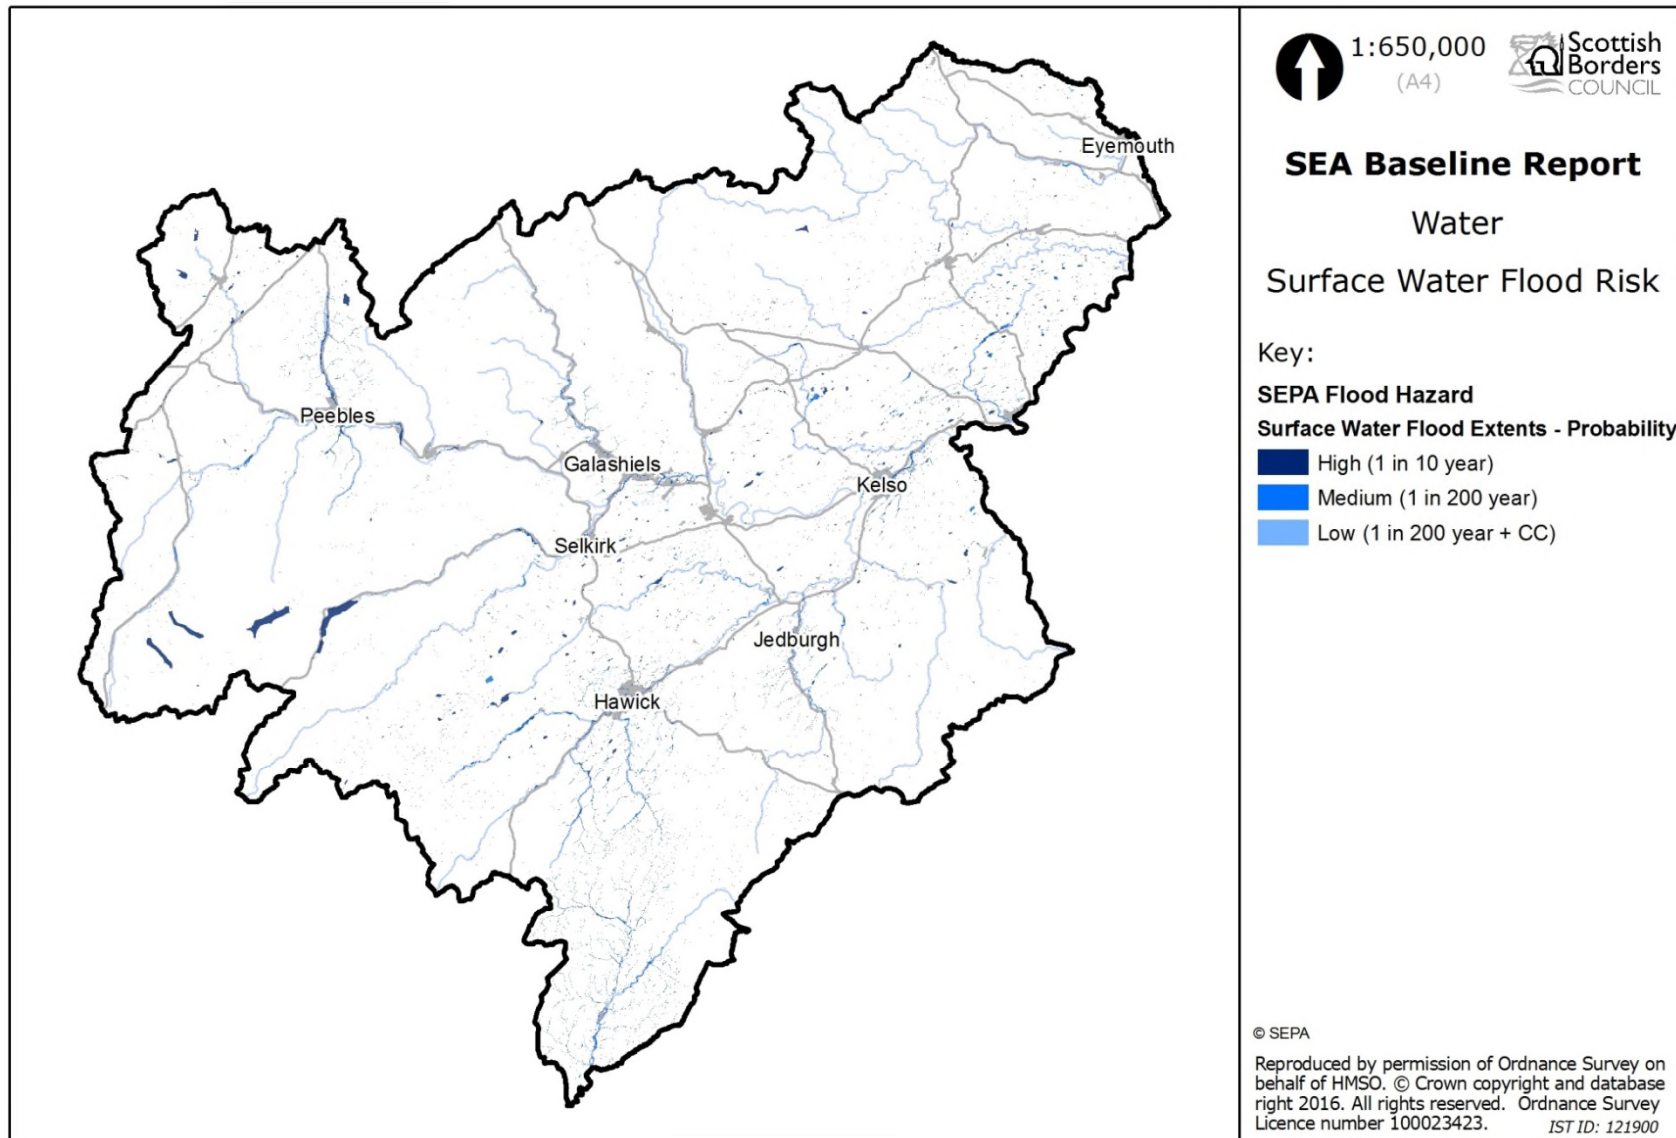 1:650,000
(A4)
Scottish
Borders
COUNCIL
SEA Baseline Report
Water
Surface Water Flood Risk
Key:
SEPA Flood Hazard
Surface Water Flood Extents - Probability
High (1 in 10 year)
Medium (1 in 200 year)
Low (1 in 200 year + CC)
Eyemouth
Peebles
Galashiels
Kelso
Selkirk
Jedburgh
Hawick
© SEPA
Reproduced by permission of Ordnance Survey on
behalf of HMSO. © Crown copyright and database
right 2016. All rights reserved. Ordnance Survey
Licence number 100023423.
IST ID: 121900